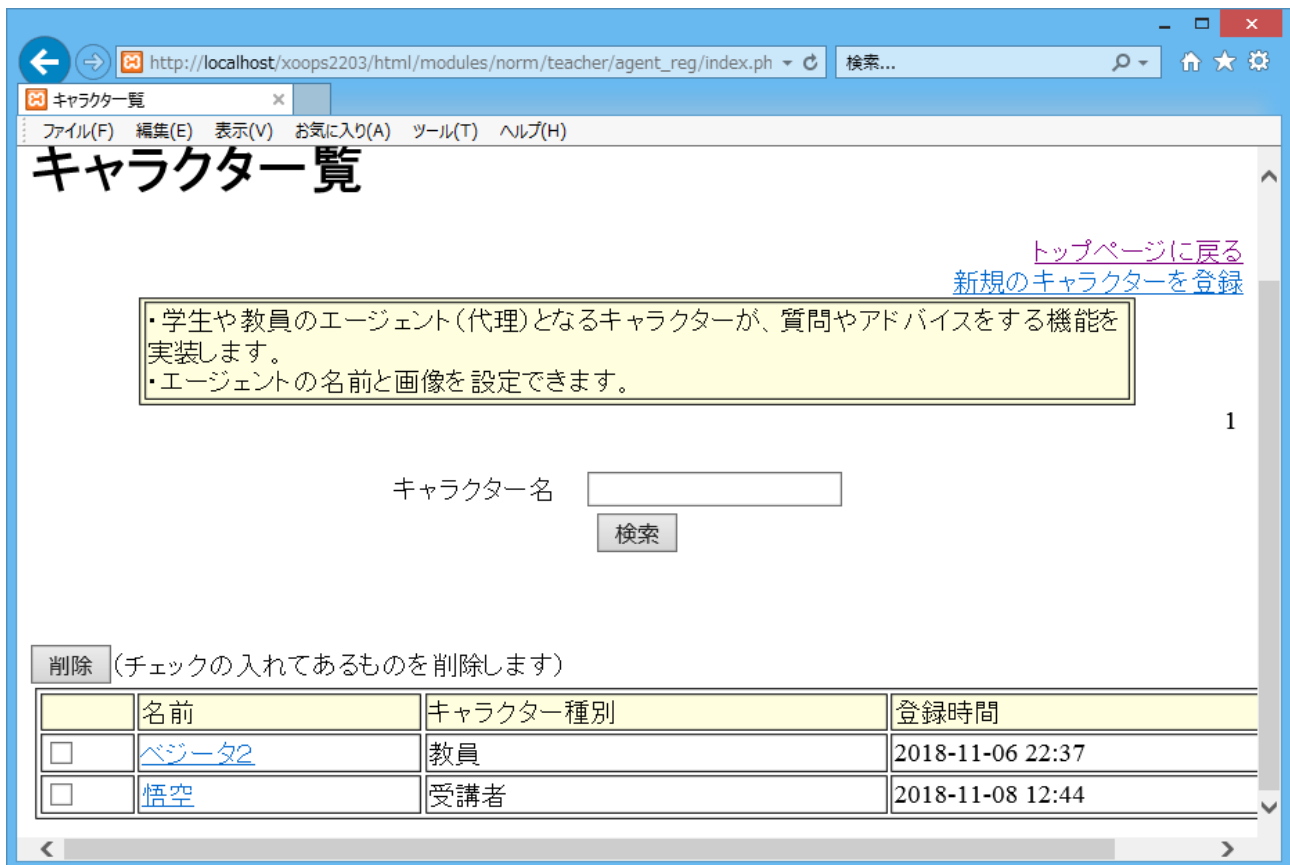 http://localhost/xoops2203/html/modules/norm/teacher/agent_reg/index.ph
検索...
キャラクタ一覧
ファイル(F) 編集(E) 表示(V) お気に入り(A) ツール(T) ヘルプ(H)
キャラクタ一覧
トップページに戻る
新規のキャラクターを登録
・学生や教員のエージェント（代理）となるキャラクターが、質問やアドバイスをする機能を
実装します。
・エージェントの名前と画像を設定できます。
1
キャラクター名
検索
削除 （チェックの入れてあるものを削除します）
名前 キャラクター種別 登録時間
ベジータ2 教員 2018-11-06 22:37
悟空 受講者 2018-11-08 12:44